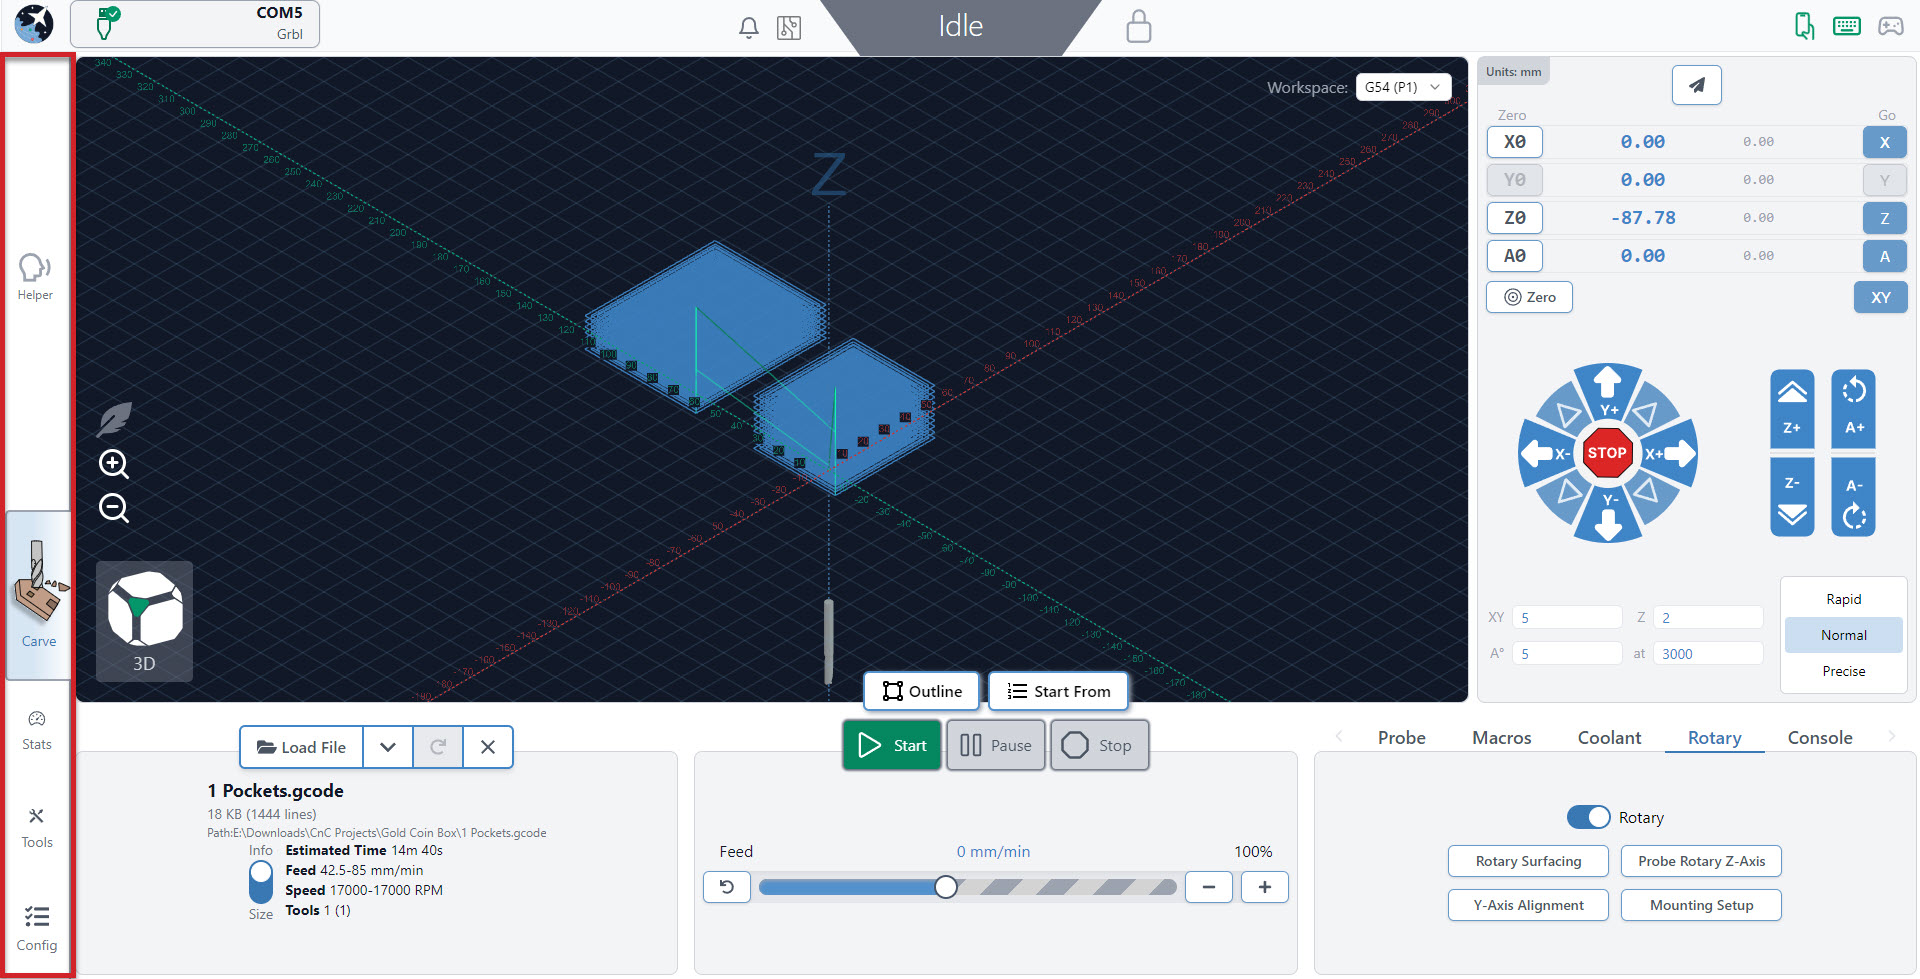 COM5
Grbl
Idle
Helper
Carve
Stats
Tools
Config
Workspace: G54 (P1)
Z
3D
Outline
Start From
Start
Pause
Stop
Units: mm
Zero
Go
X0 0.00 0.00 X
Y0 0.00 0.00 Y
Z0 -87.78 0.00 Z
A0 0.00 0.00 A
Zero
XY
Y+
X-
STOP
X+
Y-
Z+
A+
Z-
A-
XY 5 Z 2
A° 5 at 3000
Rapid
Normal
Precise
Load File
1 Pockets.gcode
18 KB (1444 lines)
Path:E:\Downloads\CnC Projects\Gold Coin Box\1 Pockets.gcode
Info
Size
Estimated Time 14m 40s
Feed 42.5-85 mm/min
Speed 17000-17000 RPM
Tools 1 (1)
Feed 0 mm/min 100%
Probe Macros Coolant Rotary Console
Rotary
Rotary Surfacing
Probe Rotary Z-Axis
Y-Axis Alignment
Mounting Setup